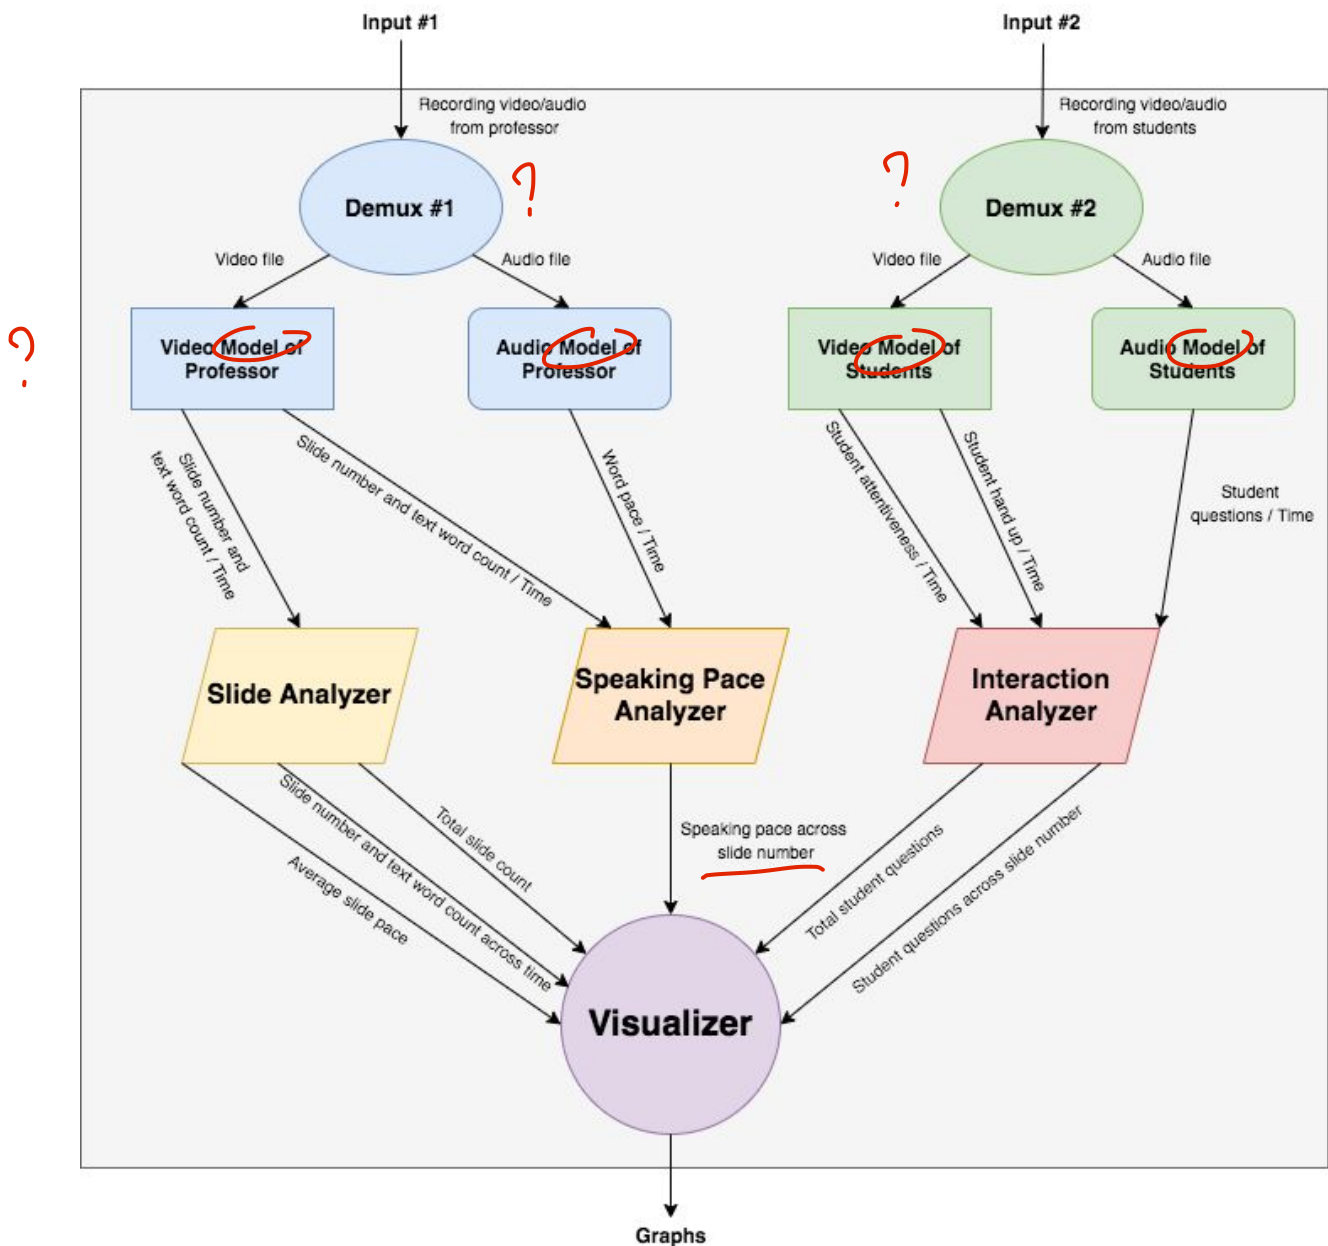 Input #1
Input #2
Recording video/audio
from professor
Recording video/audio
from students
?
?
Demux #1
Demux #2
Video file
Audio file
Video file
Audio file
?
Video Model of
Professor
Audio Model of
Professor
Video Model of
Students
Audio Model of
Students
Slide number and
text word count / Time
Slide number and text word count / Time
Word pace / Time
Student attentiveness / Time
Student hand up / Time
Student
questions / Time
Slide Analyzer
Speaking Pace
Analyzer
Interaction
Analyzer
Average slide pace
Slide number and text word count across time
Total slide count
Speaking pace across
slide number
Total student questions
Student questions across slide number
Visualizer
Graphs